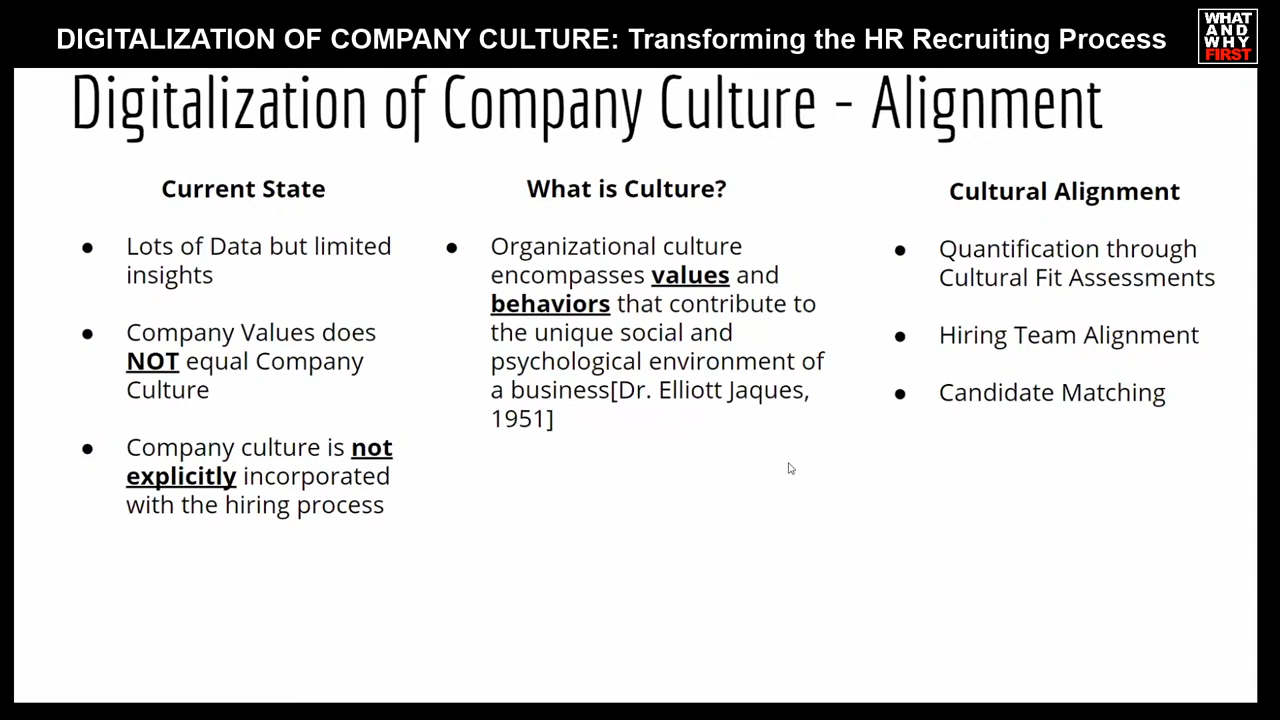 DIGITALIZATION OF COMPANY CULTURE: Transforming the HR Recruiting Process
WHAT
AND
WHY
FIRST
Digitalization of Company Culture - Alignment
Current State
● Lots of Data but limited
insights
● Company Values does
NOT equal Company
Culture
● Company culture is not
explicitly incorporated
with the hiring process
What is Culture?
● Organizational culture
encompasses values and
behaviors that contribute to
the unique social and
psychological environment of
a business[Dr. Elliott Jaques,
1951]
Cultural Alignment
● Quantification through
Cultural Fit Assessments
● Hiring Team Alignment
● Candidate Matching